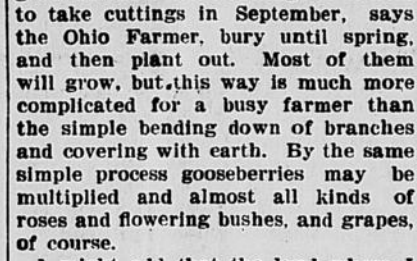 to take cuttings in September, says
the Ohio Farmer, bury until spring,
and then plant out. Most of them
will grow, but this way is much more
complicated for a busy farmer than
the simple bending down of branches
and covering with earth. By the same
simple process gooseberries may be
multiplied and almost all kinds of
roses and flowering bushes, and grapes,
of course.